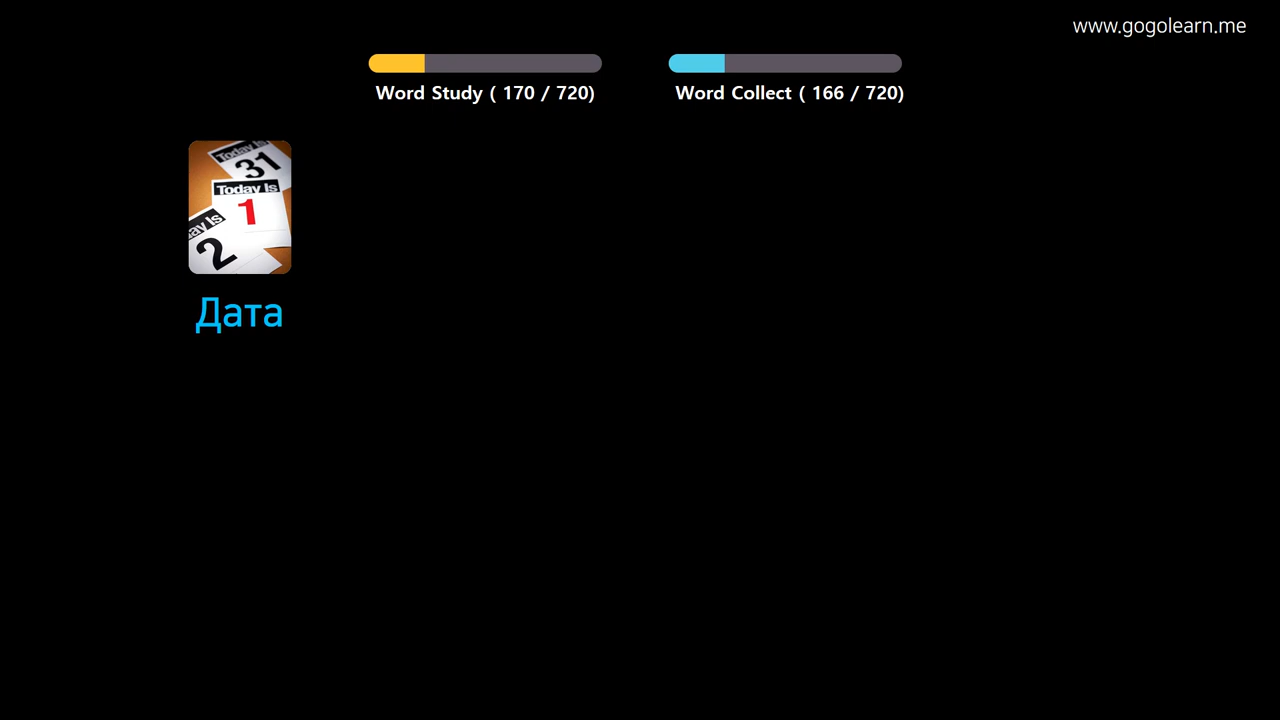 www.gogolearn.me
Word Study ( 170 / 720)
Word Collect ( 166 / 720)
Today Is
31
Today Is
1
ay Is
2
Дата